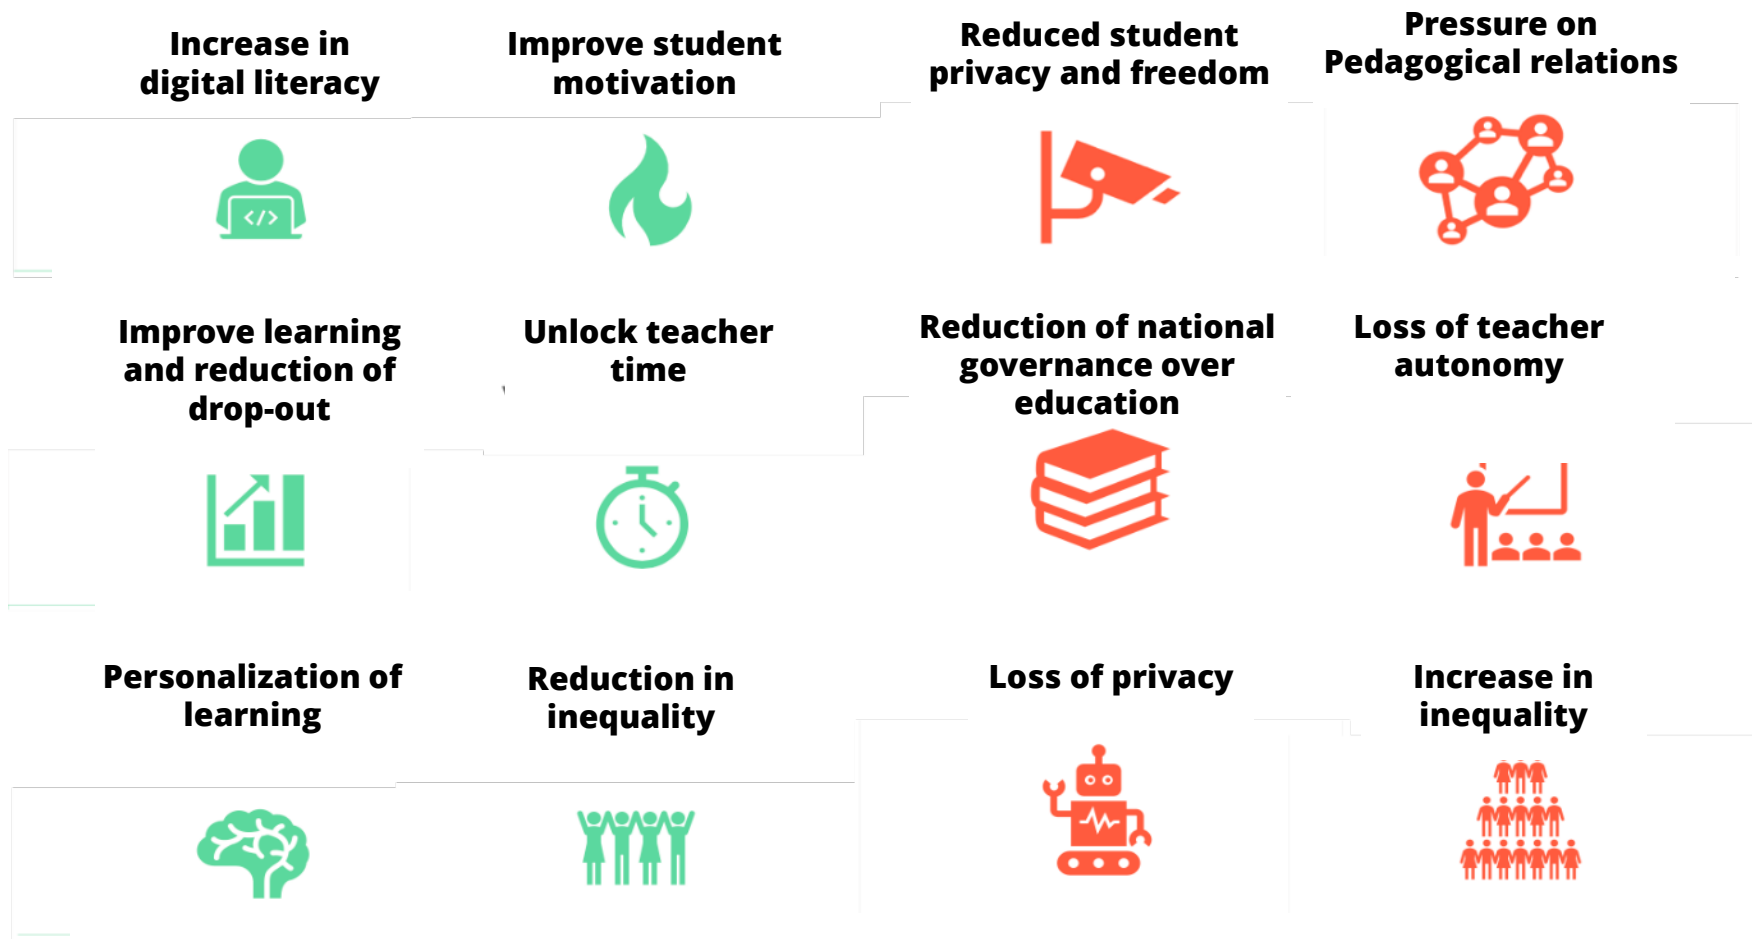 Increase in
digital literacy
Improve student
motivation
Reduced student
privacy and freedom
Pressure on
Pedagogical relations
</>
Improve learning
and reduction of
drop-out
Unlock teacher
time
Reduction of national
governance over
education
Loss of teacher
autonomy
Personalization of
learning
Reduction in
inequality
Loss of privacy
Increase in
inequality